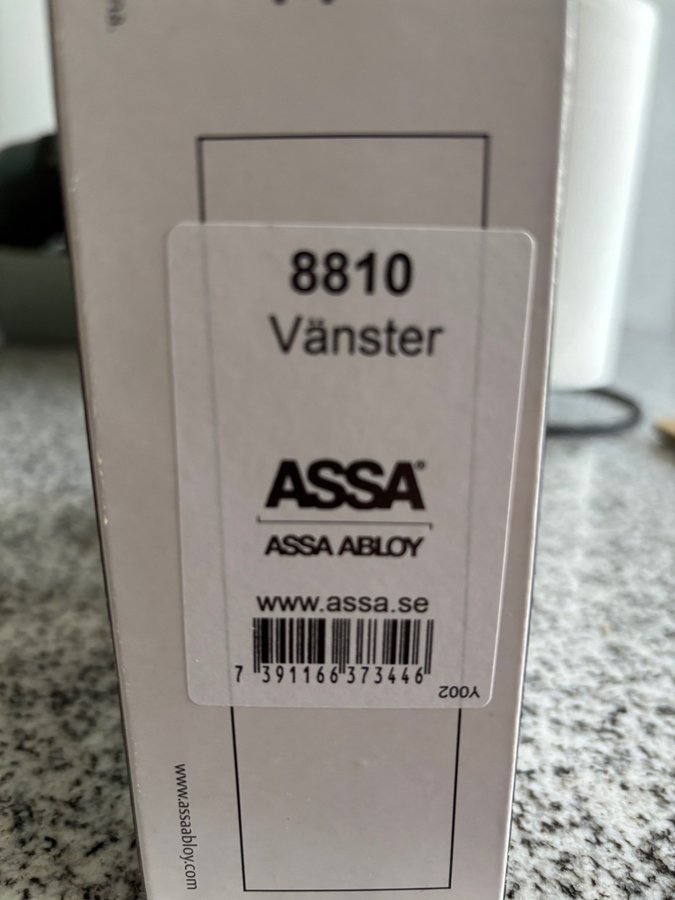 8810
Vänster
ASSA®
ASSA ABLOY
www.assa.se
7 391166 373446
Y002
www.assaabloy.com